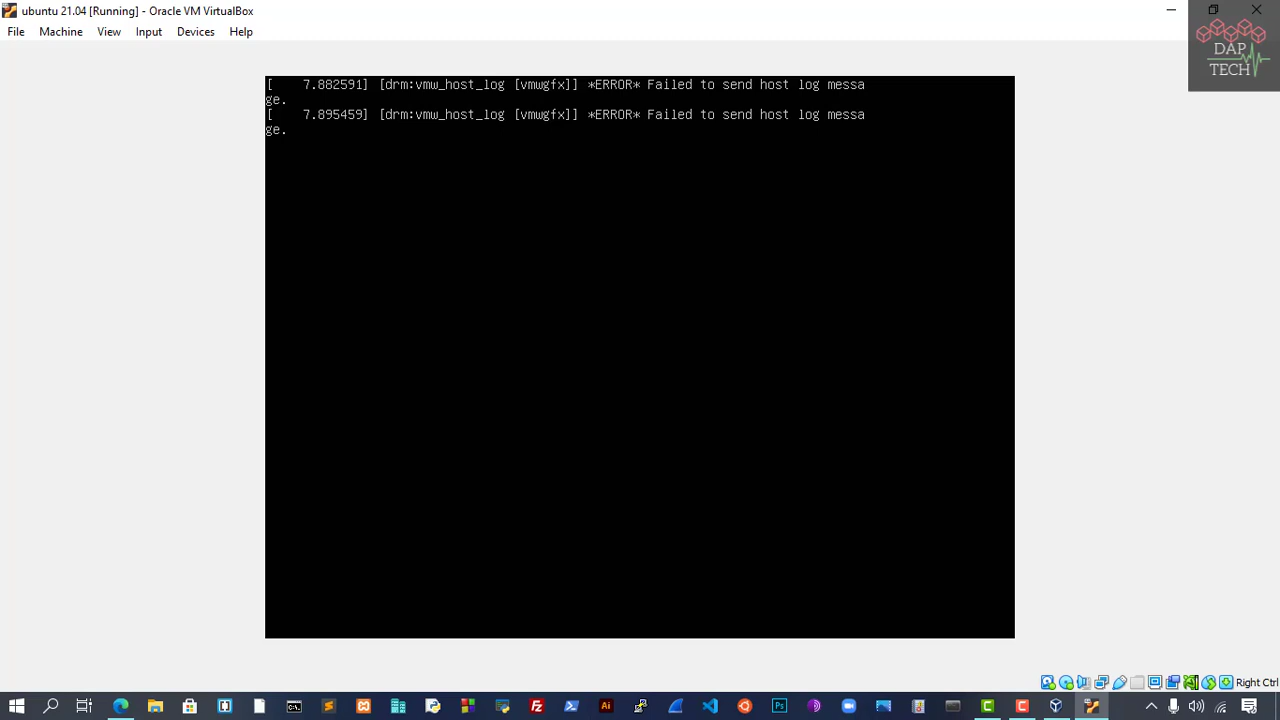 ubuntu 21.04 [Running] - Oracle VM VirtualBox
File Machine View Input Devices Help
DAP
TECH
[    7.882591] [drm:vmw_host_log [vmwgfx]] *ERROR* Failed to send host log messa
ge.
[    7.895459] [drm:vmw_host_log [vmwgfx]] *ERROR* Failed to send host log messa
ge.
Right Ctrl